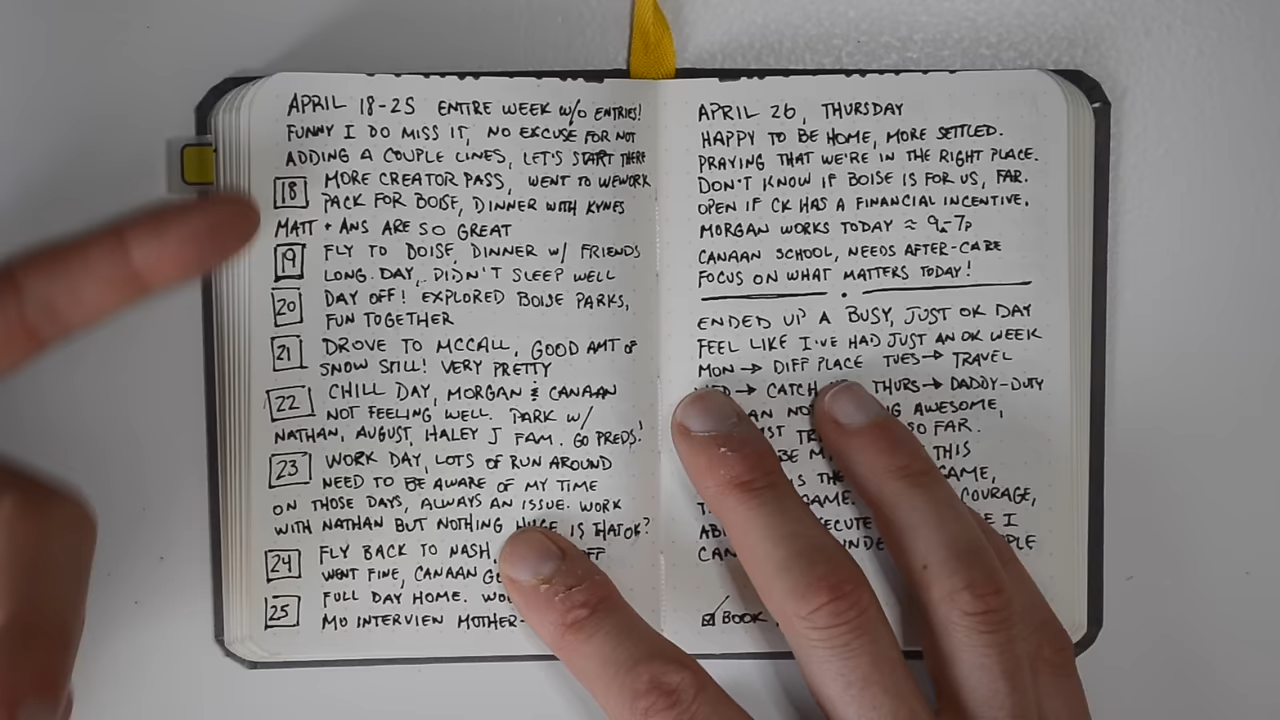 APRIL 18-25 ENTIRE WEEK W/O ENTRIES!
FUNNY I DO MISS IT, NO EXCUSE FOR NOT
ADDING A COUPLE LINES, LET'S START THERE
18 MORE CREATOR PASS, WENT TO WEWORK
PACK FOR BOISE, DINNER WITH KYNES
MATT + ANS ARE SO GREAT
19 FLY TO BOISE, DINNER W/ FRIENDS
LONG DAY, DIDN'T SLEEP WELL
20 DAY OFF! EXPLORED BOISE PARKS,
FUN TOGETHER
21 DROVE TO MCCALL, GOOD AMT OF
SNOW STILL! VERY PRETTY
22 CHILL DAY, MORGAN & CANAAN
NOT FEELING WELL. PARK W/
NATHAN, AUGUST, HALEY J FAM. GO PREDS!
23 WORK DAY, LOTS OF RUN AROUND
NEED TO BE AWARE OF MY TIME
ON THOSE DAYS, ALWAYS AN ISSUE. WORK
WITH NATHAN BUT NOTHING HUGE IS THAT OK?
24 FLY BACK TO NASH.
WENT FINE, CANAAN
25 FULL DAY HOME.
MO INTERVIEW MOTHER-
APRIL 26, THURSDAY
HAPPY TO BE HOME, MORE SETTLED.
PRAYING THAT WE'RE IN THE RIGHT PLACE.
DON'T KNOW IF BOISE IS FOR US, FAR.
OPEN IF CK HAS A FINANCIAL INCENTIVE.
MORGAN WORKS TODAY ≈ 9a-7p
CANAAN SCHOOL, NEEDS AFTER-CARE
FOCUS ON WHAT MATTERS TODAY!
ENDED UP A BUSY, JUST OK DAY
FEEL LIKE I'VE HAD JUST AN OK WEEK
MON → DIFF PLACE TUES → TRAVEL
WED → CATCH THURS → DADDY-DUTY
AWESOME,
SO FAR.
BE THIS
GAME,
GAME. COURAGE,
I
☑ BOOK